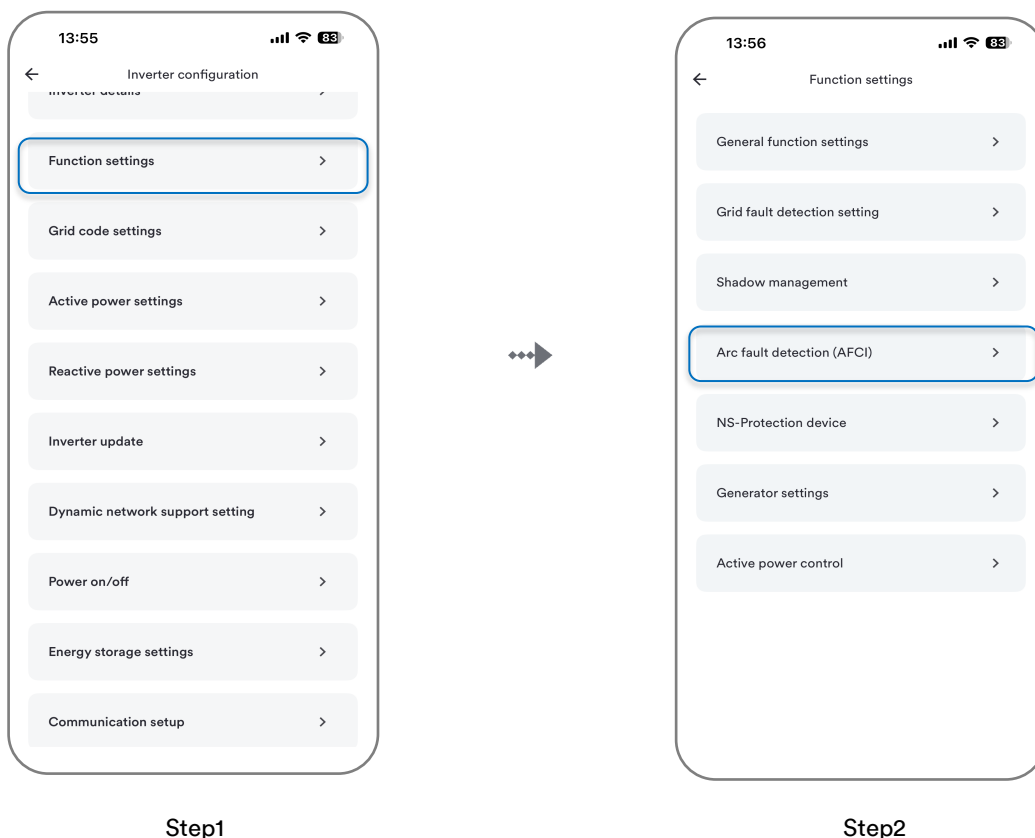 13:55
83
Inverter configuration
Inverter details
Function settings
Grid code settings
Active power settings
Reactive power settings
Inverter update
Dynamic network support setting
Power on/off
Energy storage settings
Communication setup
Step1
13:56
83
Function settings
General function settings
Grid fault detection setting
Shadow management
Arc fault detection (AFCI)
NS-Protection device
Generator settings
Active power control
Step2